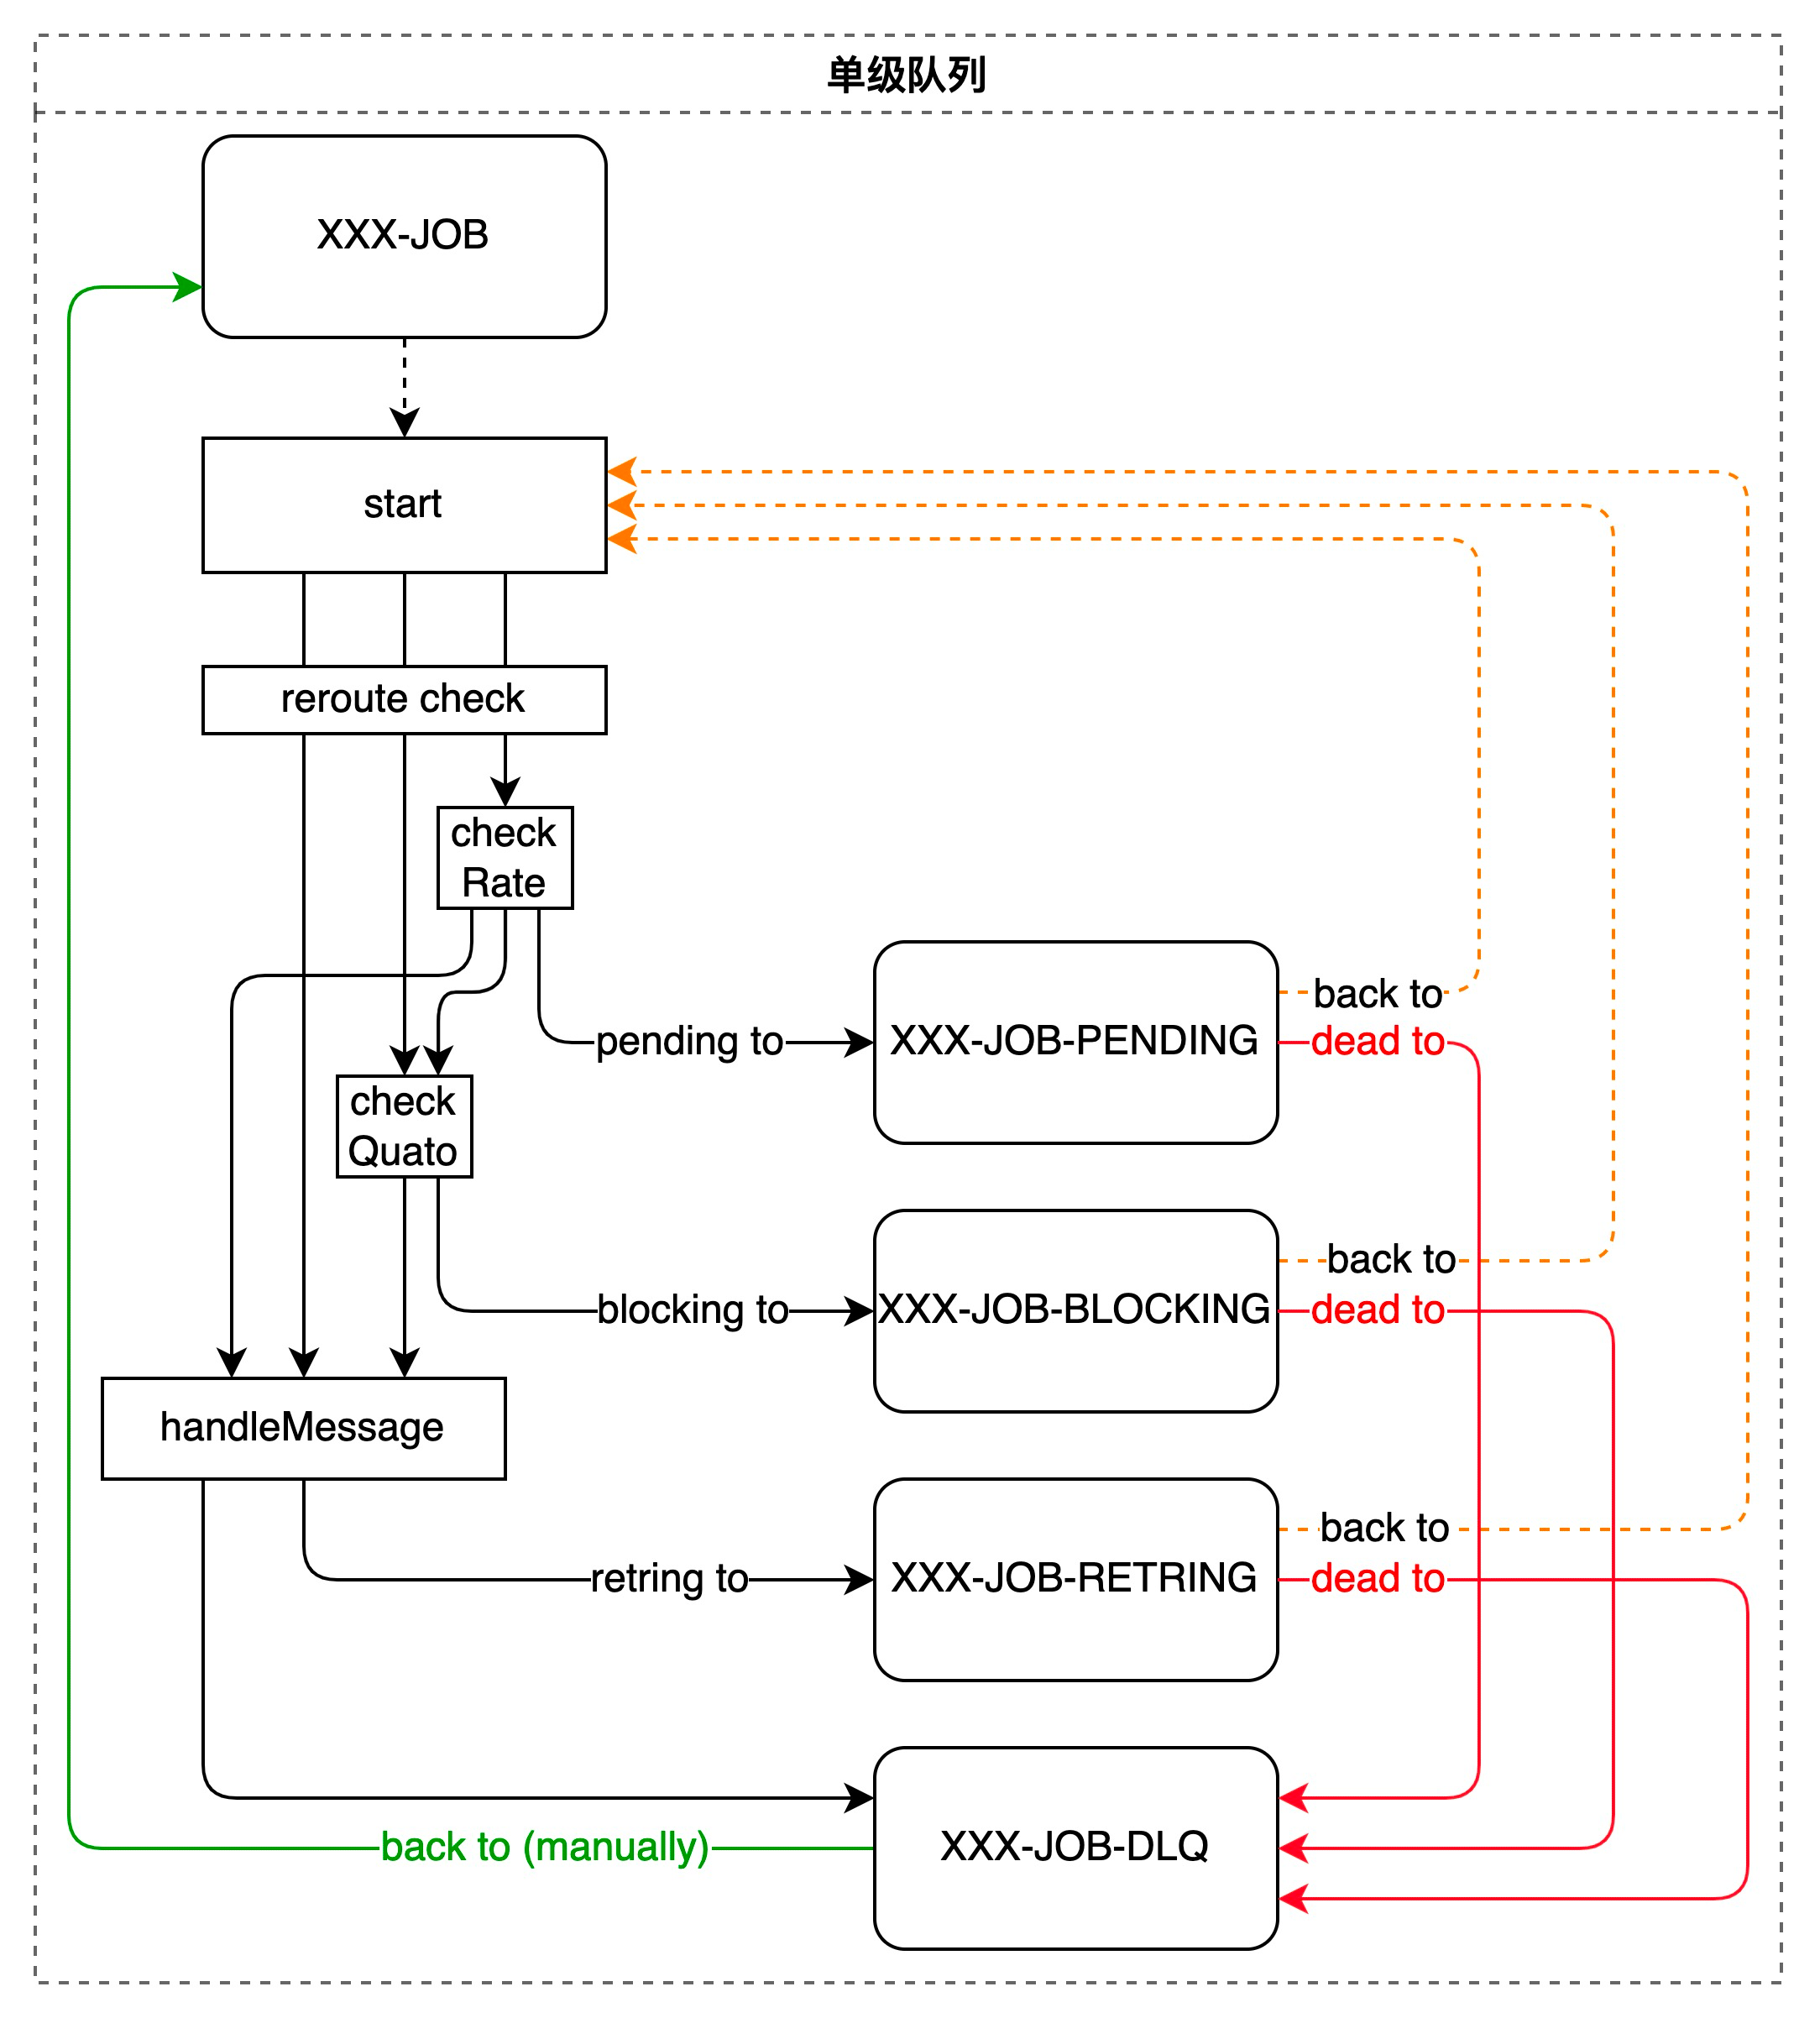 单级队列
XXX-JOB
start
reroute check
check
Rate
back to
pending to
XXX-JOB-PENDING
dead to
check
Quato
back to
blocking to
XXX-JOB-BLOCKING
dead to
handleMessage
back to
retring to
XXX-JOB-RETRING
dead to
back to (manually)
XXX-JOB-DLQ